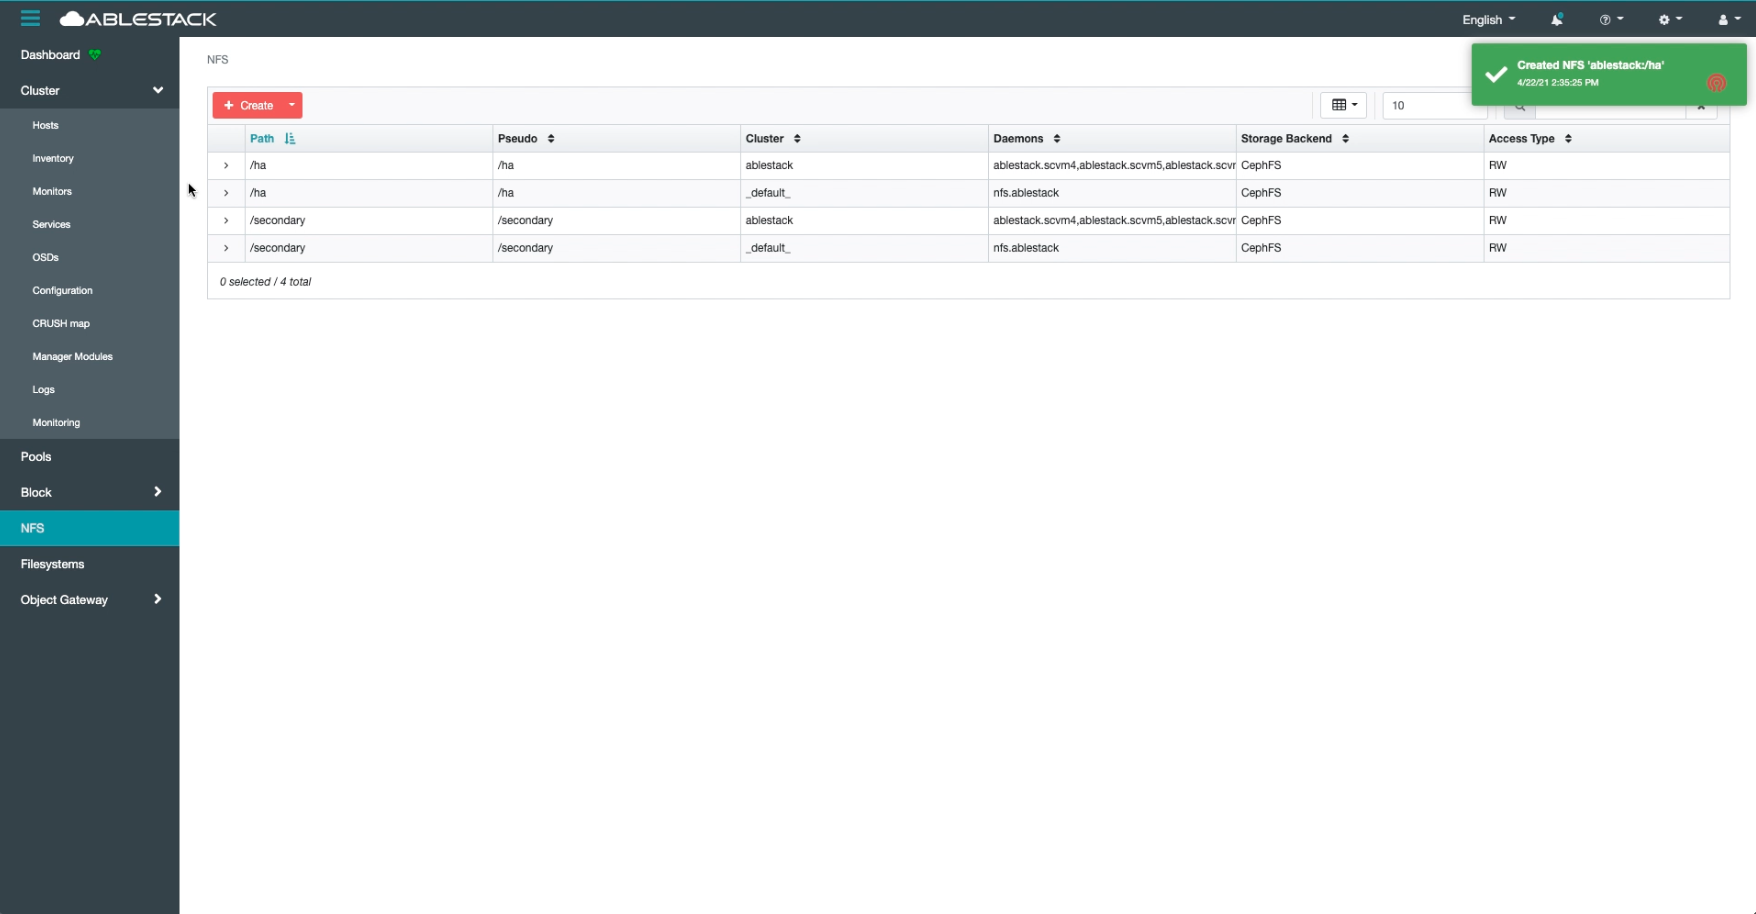 ABLESTACK
English
Dashboard
Cluster
Hosts
Inventory
Monitors
Services
OSDs
Configuration
CRUSH map
Manager Modules
Logs
Monitoring
Pools
Block
NFS
Filesystems
Object Gateway
NFS
Created NFS 'ablestack:/ha'
4/22/21 2:35:25 PM
+ Create
10
Path Pseudo Cluster Daemons Storage Backend Access Type
/ha /ha ablestack ablestack.scvm4,ablestack.scvm5,ablestack.scvr CephFS RW
/ha /ha _default_ nfs.ablestack CephFS RW
/secondary /secondary ablestack ablestack.scvm4,ablestack.scvm5,ablestack.scvr CephFS RW
/secondary /secondary _default_ nfs.ablestack CephFS RW
0 selected / 4 total